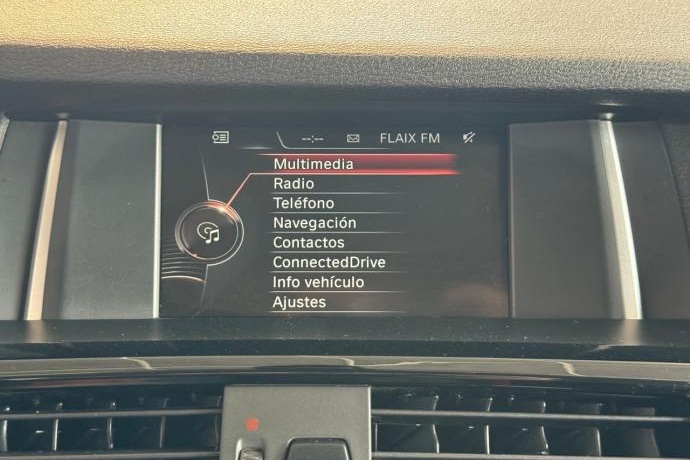 --:-- FLAIX FM
Multimedia
Radio
Teléfono
Navegación
Contactos
ConnectedDrive
Info vehículo
Ajustes